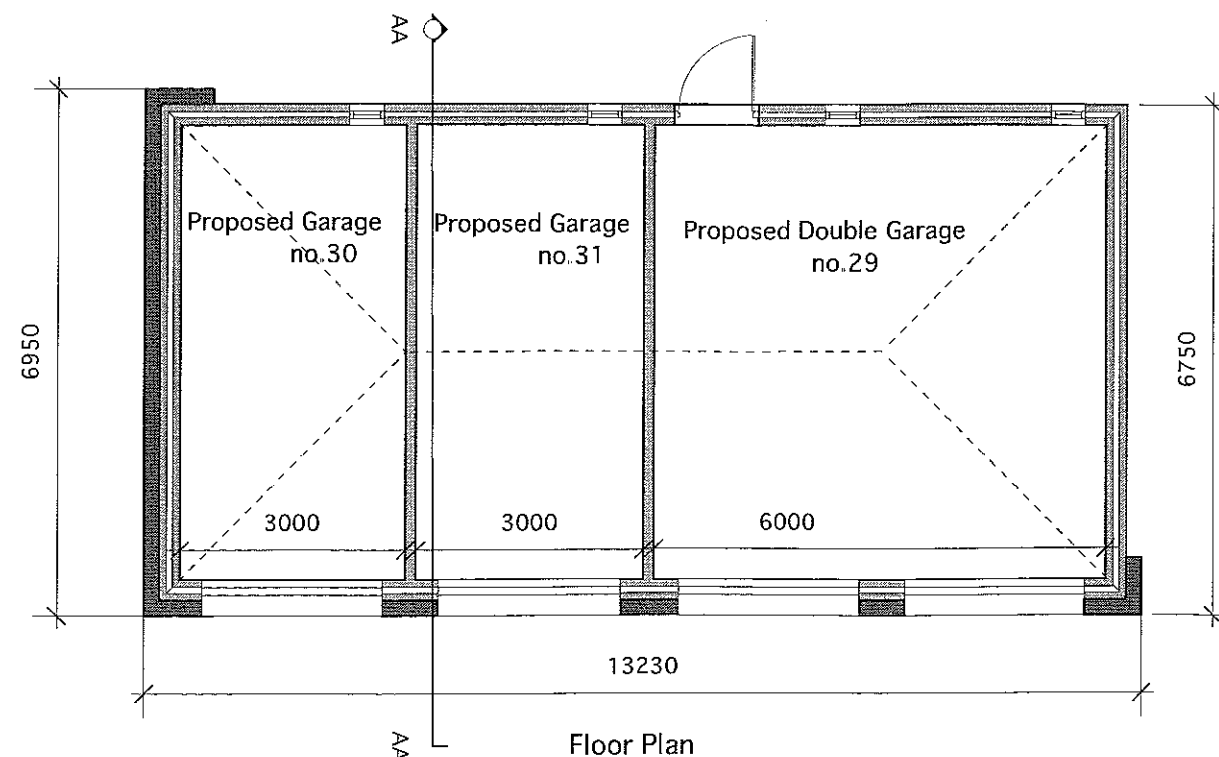 AA
Proposed Garage
no.30
Proposed Garage
no.31
Proposed Double Garage
no.29
6950
6750
3000
3000
6000
13230
AA
Floor Plan